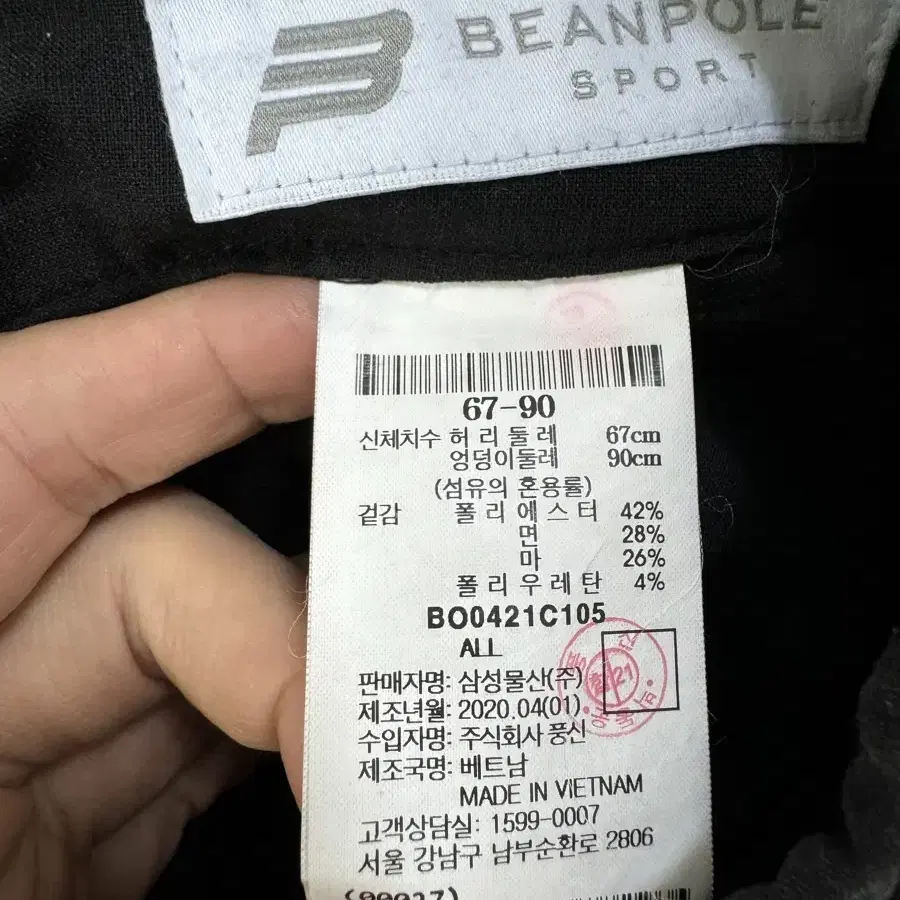 BEANPOLE
SPORT
67-90
신체치수 허 리 둘 레 67cm
엉덩이둘레 90cm
(섬유의 혼용률)
겉감 폴 리 에 스 터 42%
면 28%
마 26%
폴 리 우 레 탄 4%
BO0421C105
ALL
판매자명: 삼성물산(주)
제조년월: 2020.04(01)
수입자명: 주식회사 풍신
제조국명: 베트남
MADE IN VIETNAM
고객상담실: 1599-0007
서울 강남구 남부순환로 2806